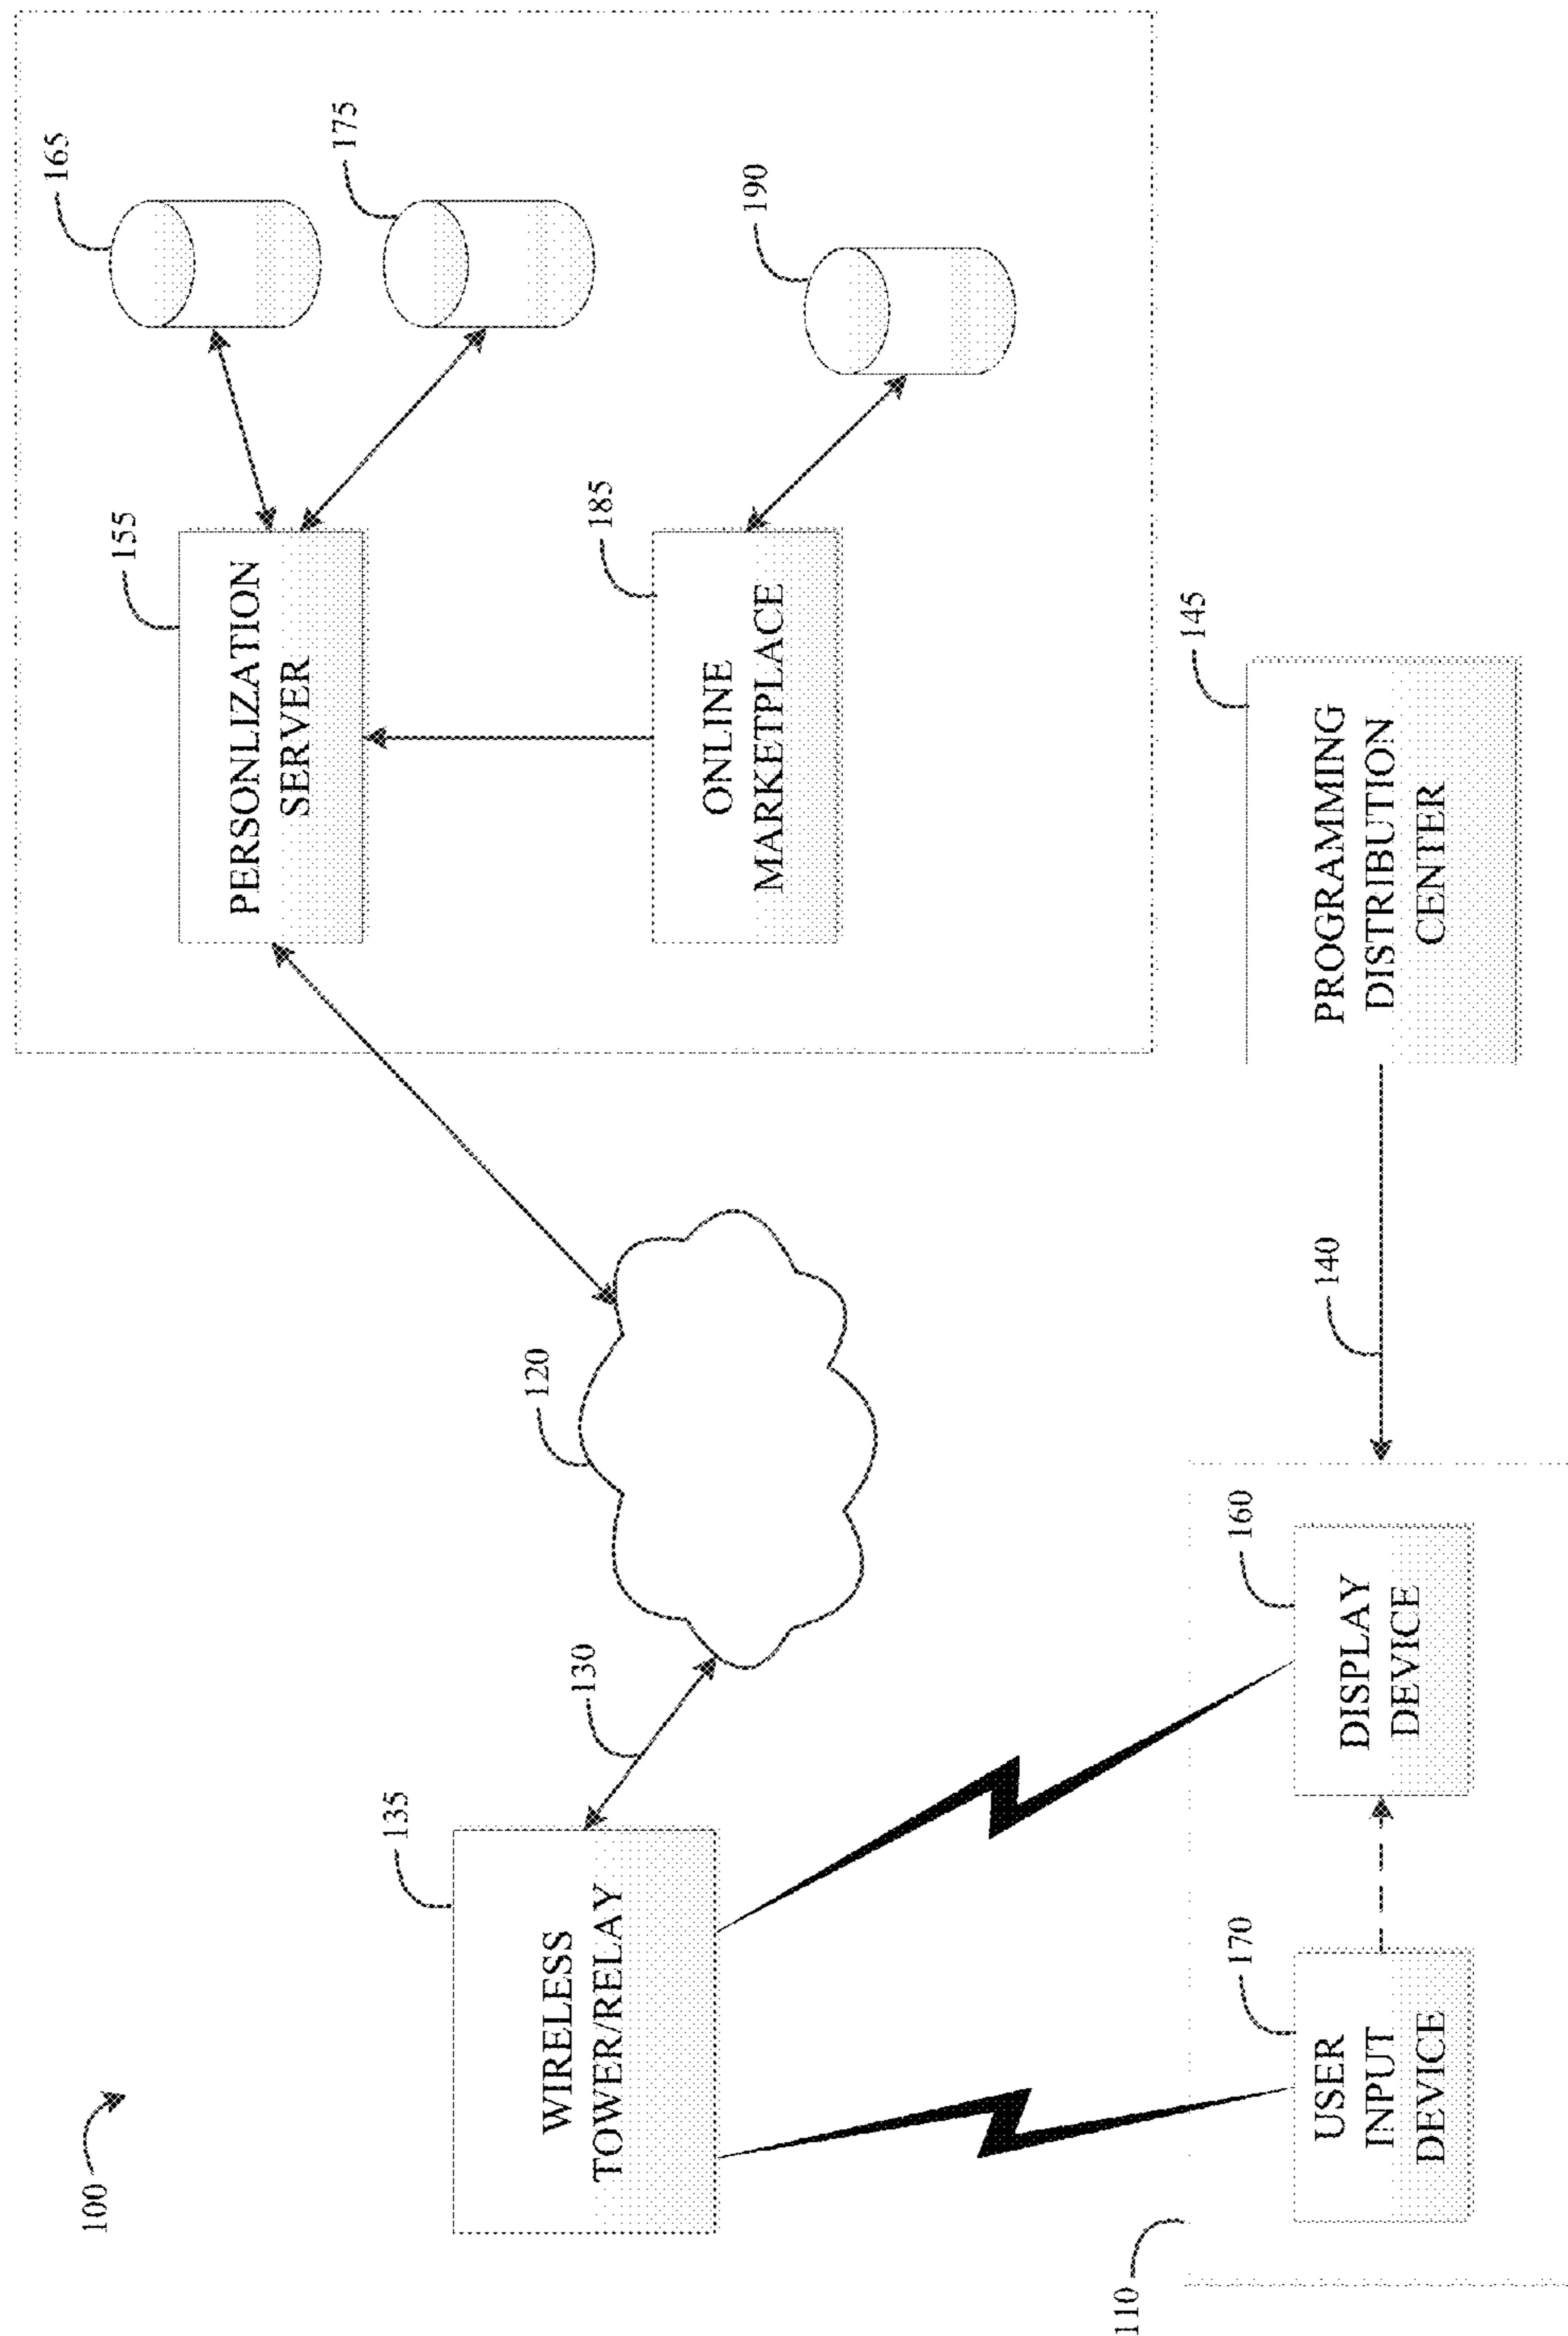 100
165
175
155
PERSONLIZATION
SERVER
190
185
ONLINE
MARKETPLACE
120
130
135
WIRELESS
TOWER/RELAY
145
PROGRAMMING
DISTRIBUTION
CENTER
140
110
170
USER
INPUT
DEVICE
160
DISPLAY
DEVICE